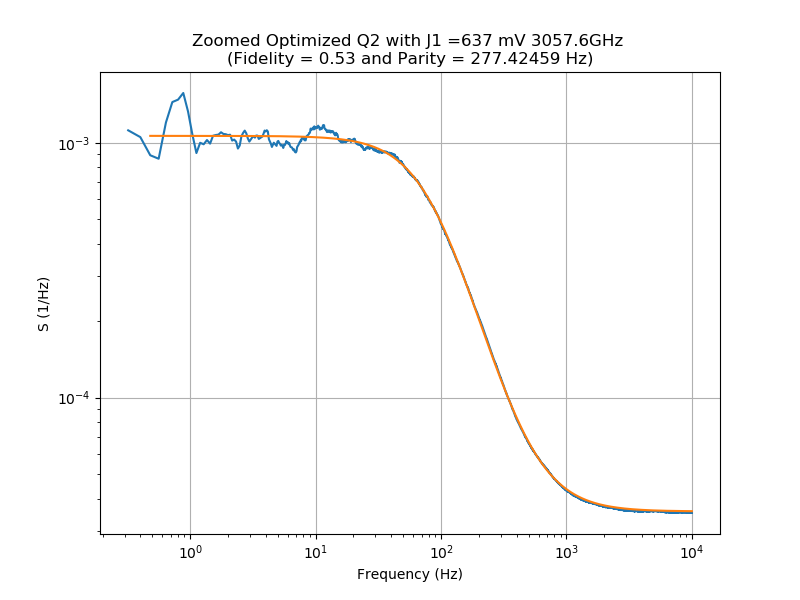 Zoomed Optimized Q2 with J1 =637 mV 3057.6GHz
(Fidelity = 0.53 and Parity = 277.42459 Hz)
S (1/Hz)
10⁻³
10⁻⁴
10⁰ 10¹ 10² 10³ 10⁴
Frequency (Hz)